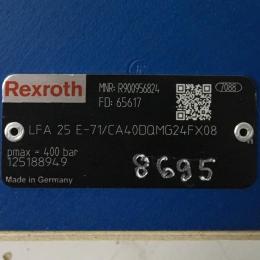 Rexroth
MNR: R900956824
7088
FD: 65617
LFA 25 E-71/CA40DQMG24FX08
pmax = 400 bar
125188949
8695
Made in Germany